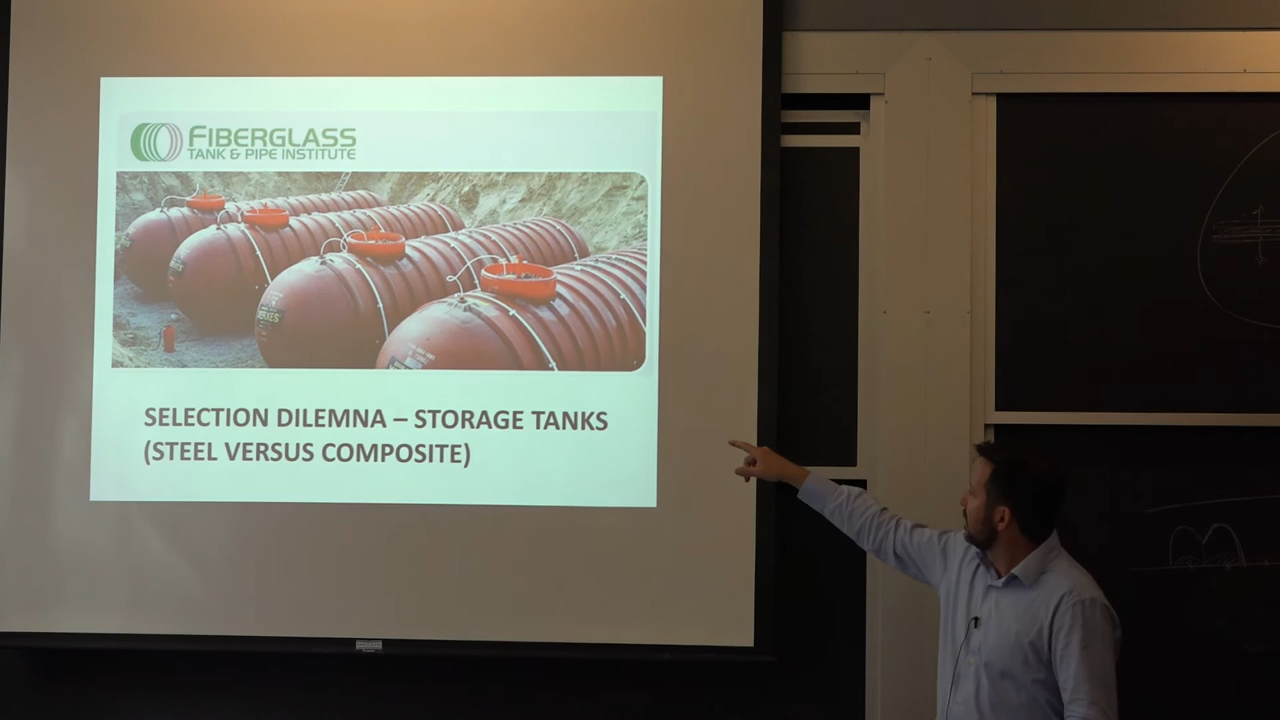 FIBERGLASS
TANK & PIPE INSTITUTE
SELECTION DILEMNA – STORAGE TANKS
(STEEL VERSUS COMPOSITE)